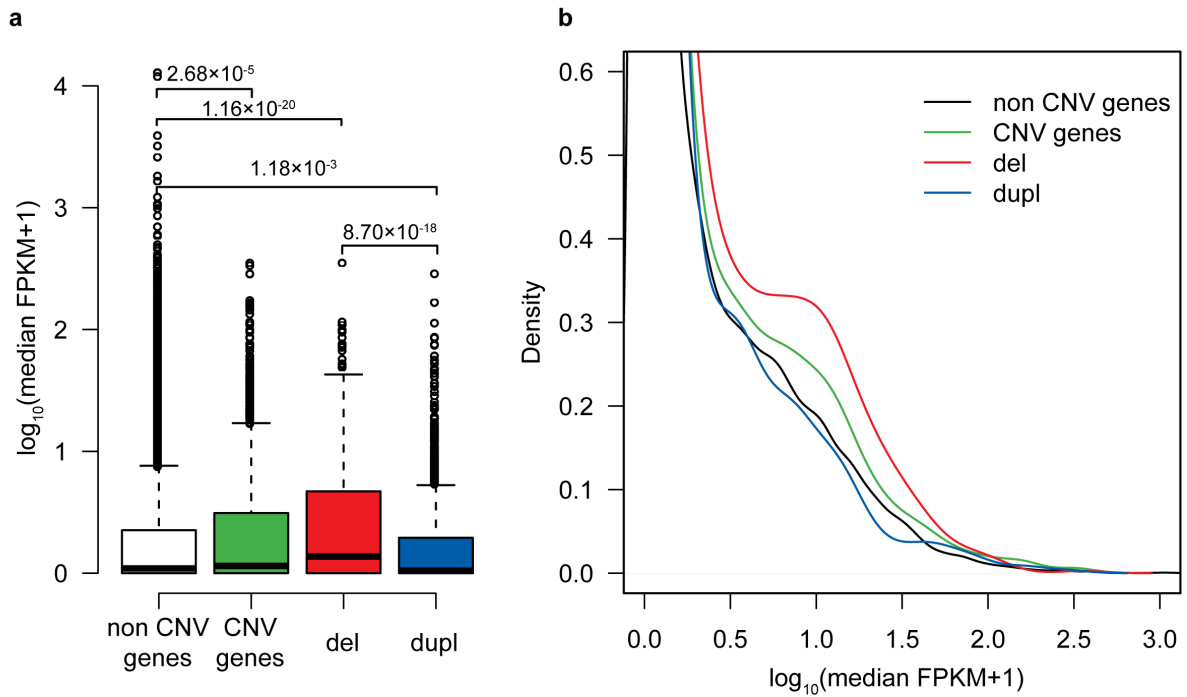 a
log10(median FPKM+1)
4
3
2
1
0
2.68×10-5
1.16×10-20
1.18×10-3
8.70×10-18
non CNV
genes
CNV
genes
del
dupl
b
Density
0.6
0.5
0.4
0.3
0.2
0.1
0.0
non CNV genes
CNV genes
del
dupl
0.0 0.5 1.0 1.5 2.0 2.5 3.0
log10(median FPKM+1)